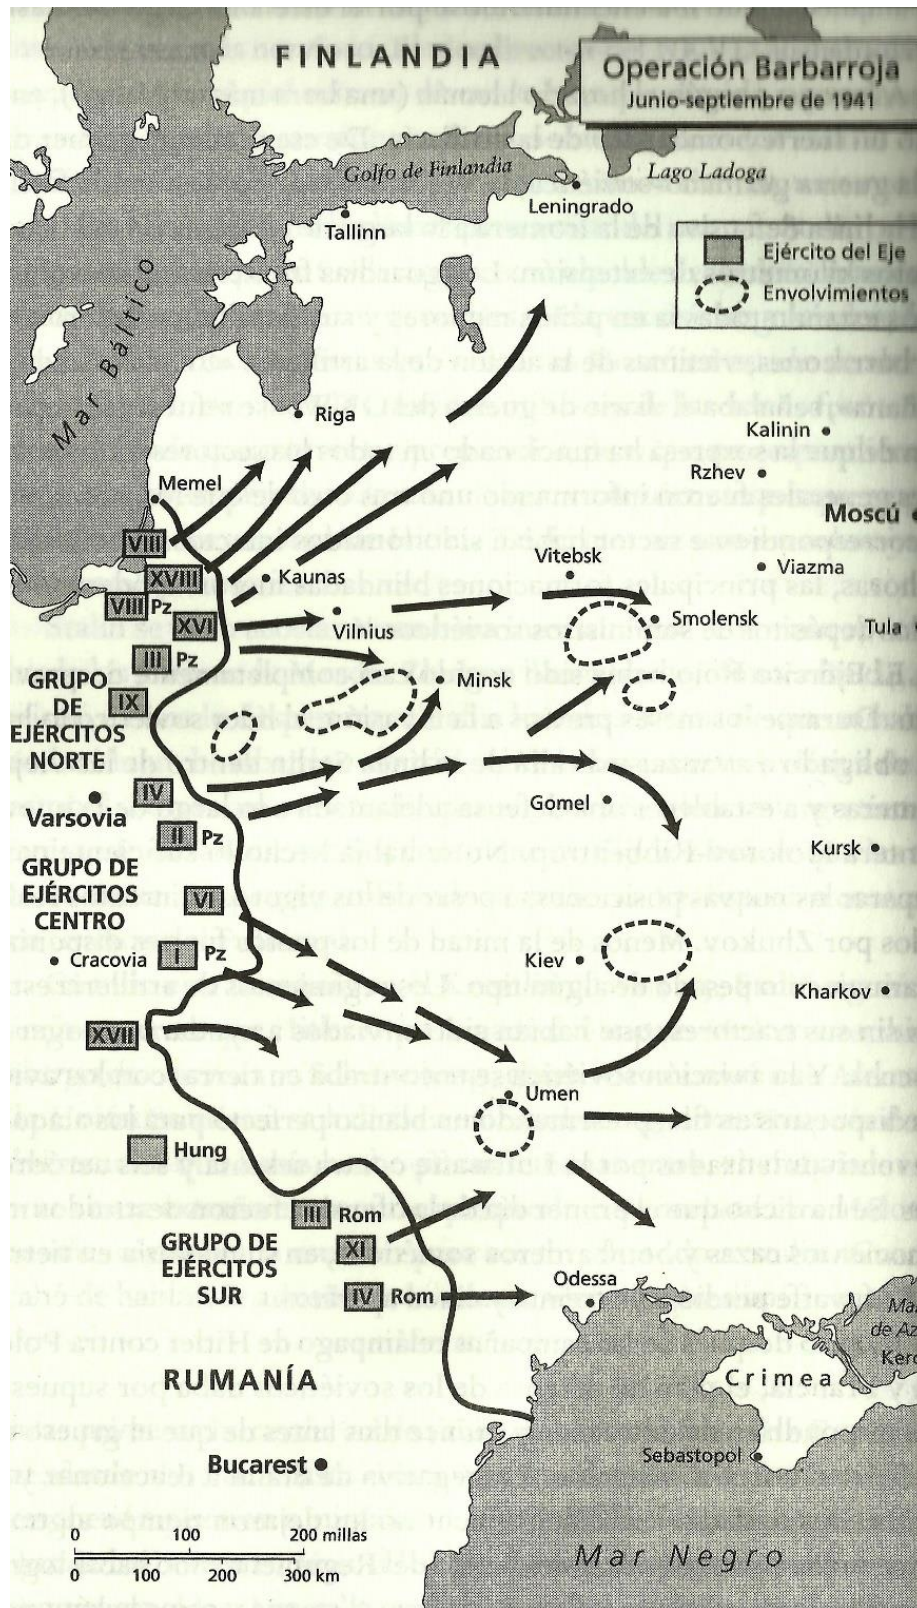 FINLANDIA
Operación Barbarroja
Junio-septiembre de 1941
Golfo de Finlandia
Lago Ladoga
Leningrado
Tallinn
Ejército del Eje
Envolvimientos
Mar Báltico
Riga
Kalinin
Rzhev
Memel
Moscú
VIII
Vitebsk
Viazma
XVIII
Kaunas
VIII Pz
XVI
Vilnius
Smolensk
Tula
III Pz
GRUPO
DE
EJÉRCITOS
NORTE
IX
Minsk
IV
Varsovia
Gomel
II Pz
Kursk
GRUPO DE
EJÉRCITOS
CENTRO
VI
Cracovia
I Pz
Kiev
Kharkov
XVII
Umen
Hung
III Rom
GRUPO DE
EJÉRCITOS
SUR
XI
IV Rom
Odessa
Ma
de Az
Kerc
RUMANÍA
Crimea
Sebastopol
Bucarest
0 100 200 millas
0 100 200 300 km
Mar Negro